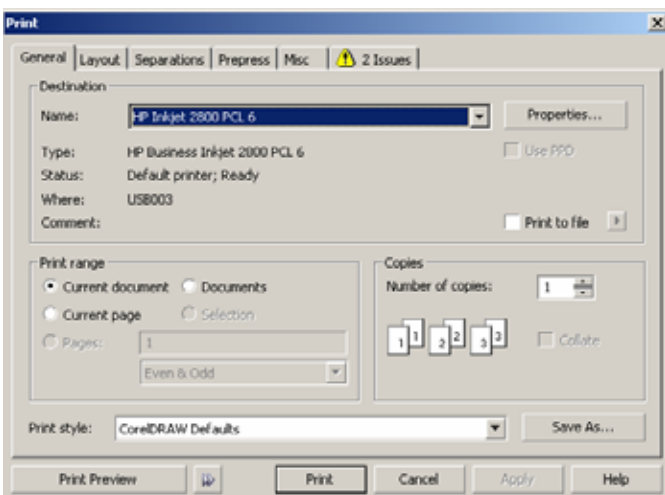 Print
General Layout Separations Prepress Misc 2 Issues
Destination
Name: HP Inkjet 2800 PCL 6 Properties...
Type: HP Business Inkjet 2800 PCL 6 Use PPD
Status: Default printer; Ready
Where: USB003
Comment: Print to file
Print range Copies
Current document Documents Number of copies: 1
Current page Selection
Pages: 1 1 1 2 2 3 3 Collate
Even & Odd
Print style: CorelDRAW Defaults Save As...
Print Preview Print Cancel Apply Help